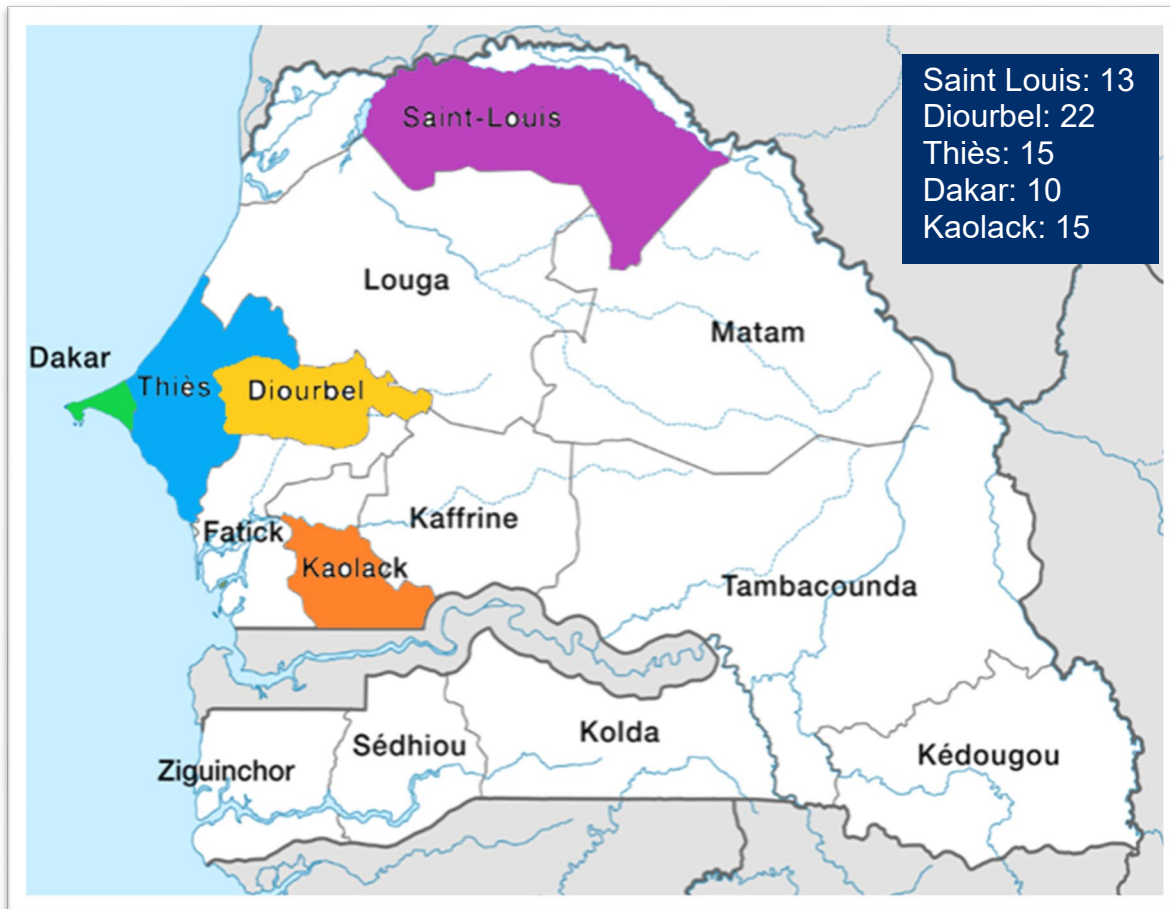 Saint Louis: 13
Diourbel: 22
Thiès: 15
Dakar: 10
Kaolack: 15
Saint-Louis
Louga
Matam
Dakar
Thiès
Diourbel
Fatick
Kaffrine
Kaolack
Tambacounda
Ziguinchor
Sédhiou
Kolda
Kédougou